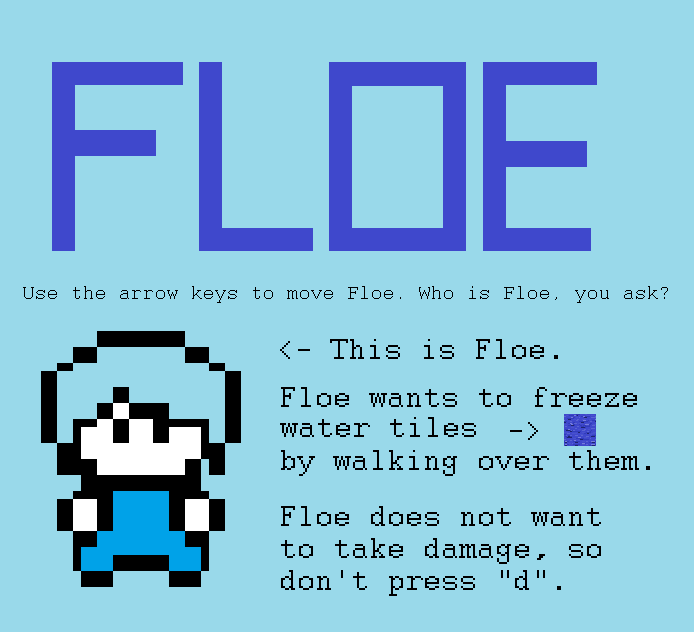 FLOE
Use the arrow keys to move Floe. Who is Floe, you ask?
<- This is Floe.
Floe wants to freeze
water tiles ->
by walking over them.
Floe does not want
to take damage, so
don't press "d".